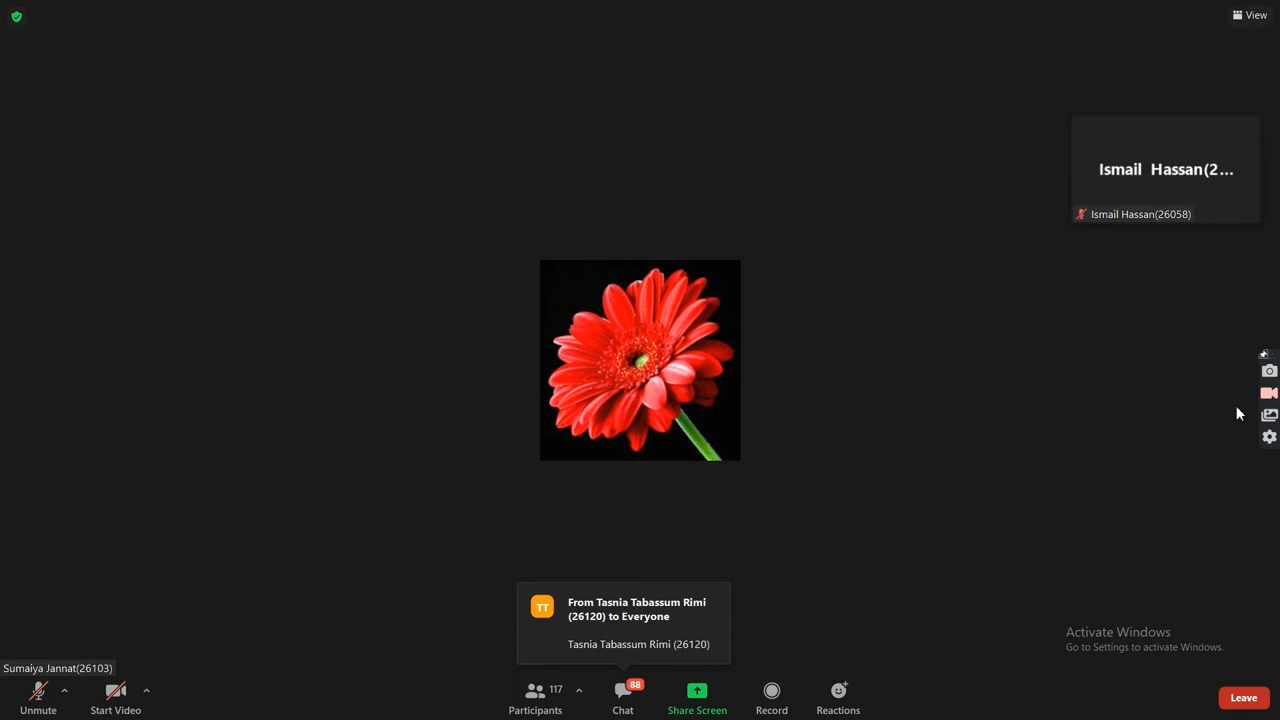 View
Ismail Hassan(2...
Ismail Hassan(26058)
TT
From Tasnia Tabassum Rimi
(26120) to Everyone
Tasnia Tabassum Rimi (26120)
Activate Windows
Go to Settings to activate Windows.
Sumaiya Jannat(26103)
117
88
Unmute
Start Video
Participants
Chat
Share Screen
Record
Reactions
Leave